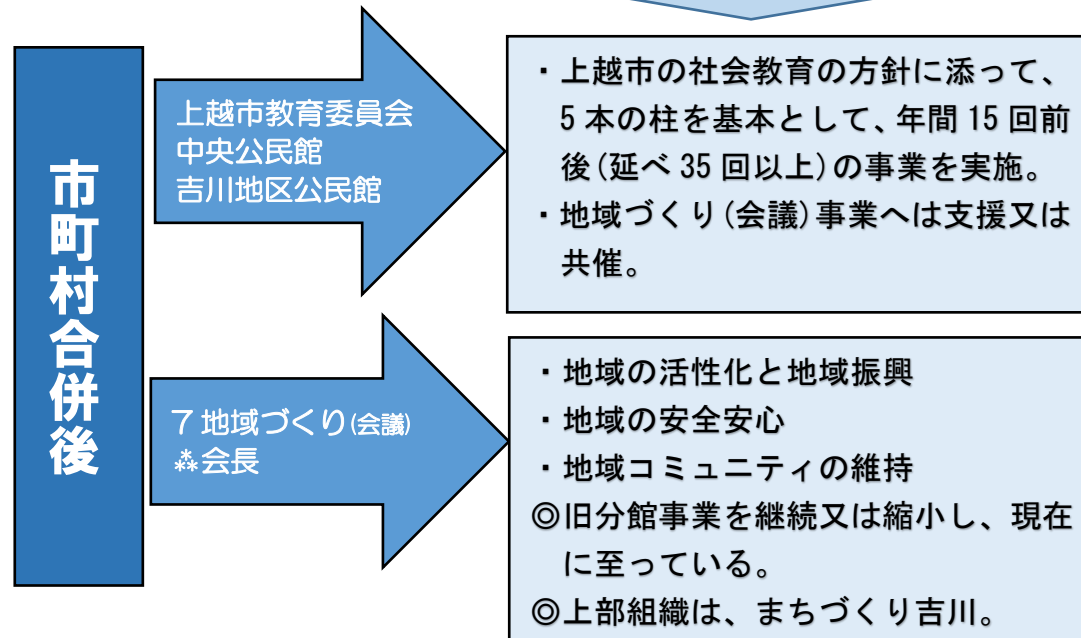 市町村合併後
上越市教育委員会
中央公民館
吉川地区公民館
・上越市の社会教育の方針に添って、
5本の柱を基本として、年間15回前
後(延べ35回以上)の事業を実施。
・地域づくり(会議)事業へは支援又は
共催。
7地域づくり(会議)
⁂会長
・地域の活性化と地域振興
・地域の安全安心
・地域コミュニティの維持
◎旧分館事業を継続又は縮小し、現在
に至っている。
◎上部組織は、まちづくり吉川。